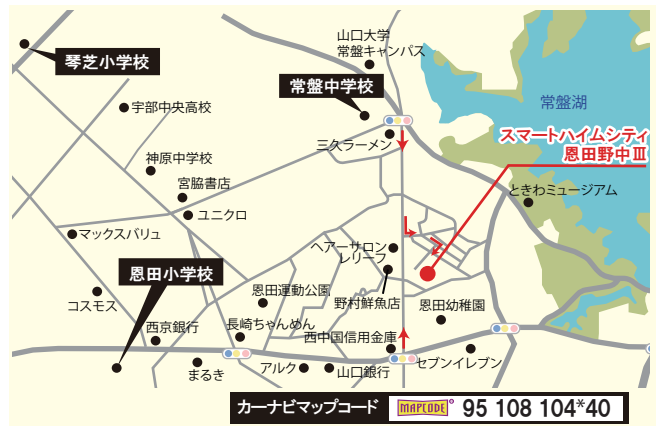 山口大学
常盤キャンパス
琴芝小学校
常盤中学校
常盤湖
宇部中央高校
三久ラーメン
スマートハイムシティ
恩田野中Ⅲ
神原中学校
宮脇書店
ときわミュージアム
ユニクロ
マックスバリュ
ヘアーサロン
レリーフ
恩田小学校
恩田運動公園
野村鮮魚店
恩田幼稚園
コスモス
西京銀行
長崎ちゃんめん
西中国信用金庫
まるき
アルク
山口銀行
セブンイレブン
カーナビマップコード MAPCODE® 95 108 104*40